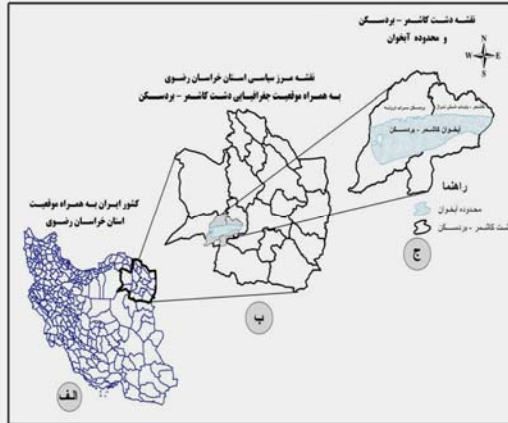 نقشه دشت کاشمر - بردسکن
و محدوده آبخوان
N
W E
S
نقشه مرز سیاسی استان خراسان رضوی
به همراه موقعیت جغرافیایی دشت کاشمر - بردسکن
آبخوان کاشمر - بردسکن
راهنما
محدوده آبخوان
دشت کاشمر - بردسکن
ج
کشور ایران به همراه موقعیت
استان خراسان رضوی
ب
الف